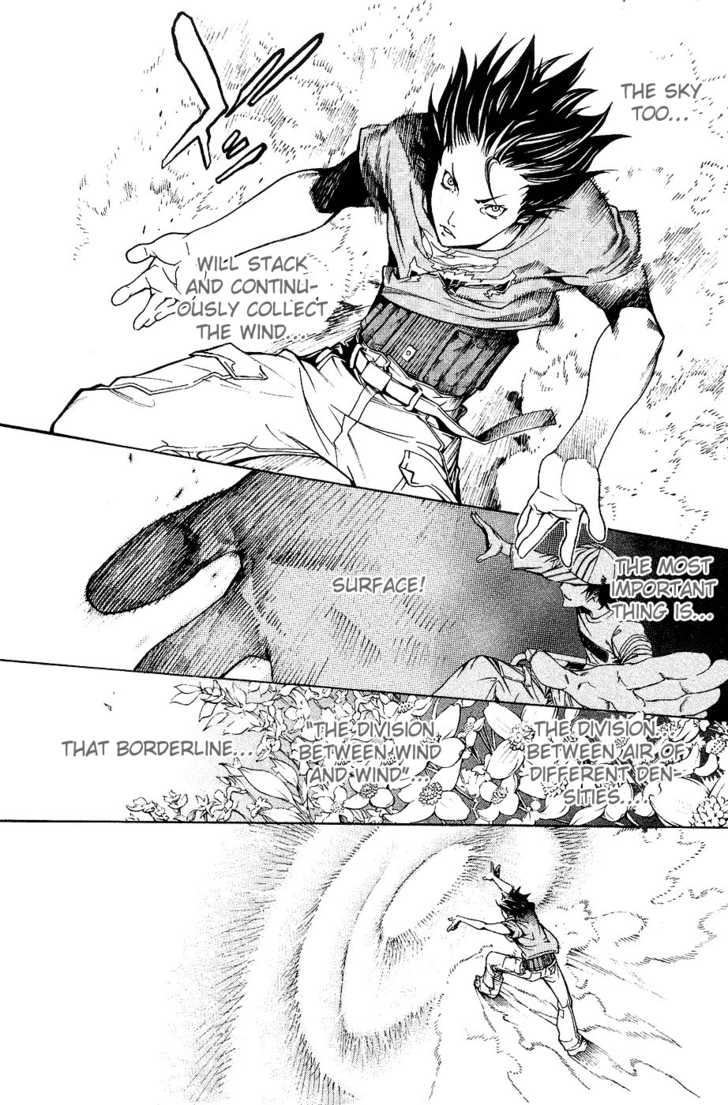 THE SKY
TOO...
WILL STACK
AND CONTINU-
OUSLY COLLECT
THE WIND...
THE MOST
IMPORTANT
THING IS...
SURFACE!
THE DIVISION
BETWEEN AIR OF
DIFFERENT DEN-
SITIES....
"THE DIVISION
BETWEEN WIND
AND WIND"...
THAT BORDERLINE...